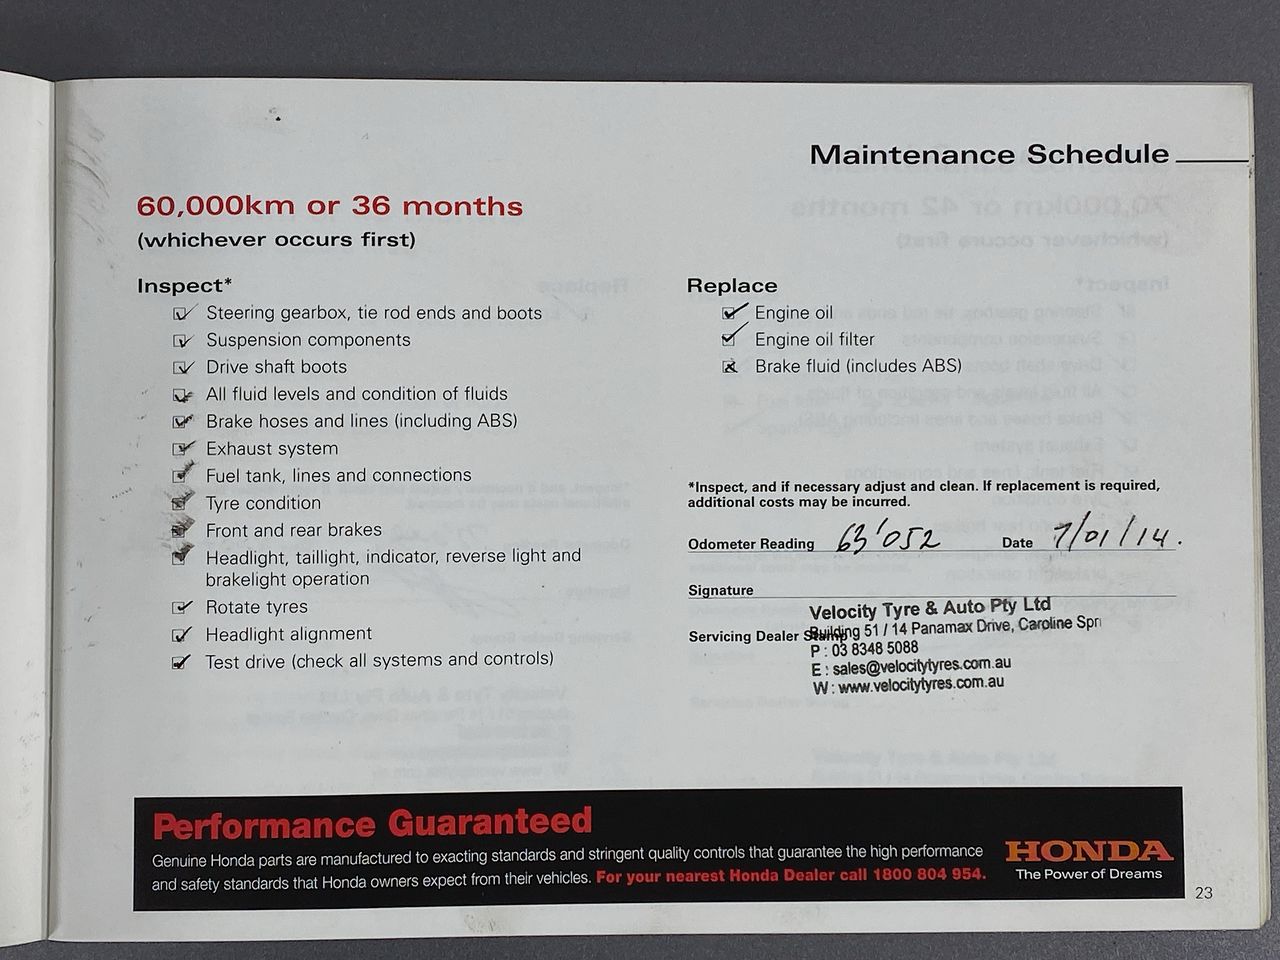 Maintenance Schedule
60,000km or 36 months
(whichever occurs first)
Inspect*
Steering gearbox, tie rod ends and boots
Suspension components
Drive shaft boots
All fluid levels and condition of fluids
Brake hoses and lines (including ABS)
Exhaust system
Fuel tank, lines and connections
Tyre condition
Front and rear brakes
Headlight, taillight, indicator, reverse light and
brakelight operation
Rotate tyres
Headlight alignment
Test drive (check all systems and controls)
Replace
Engine oil
Engine oil filter
Brake fluid (includes ABS)
*Inspect, and if necessary adjust and clean. If replacement is required,
additional costs may be incurred.
Odometer Reading 63'052 Date 7/01/14.
Signature
Servicing Dealer Stamp
Velocity Tyre & Auto Pty Ltd
Building 51 / 14 Panamax Drive, Caroline Spri
P : 03 8348 5088
E : sales@velocitytyres.com.au
W : www.velocitytyres.com.au
Performance Guaranteed
Genuine Honda parts are manufactured to exacting standards and stringent quality controls that guarantee the high performance
and safety standards that Honda owners expect from their vehicles. For your nearest Honda Dealer call 1800 804 954.
HONDA
The Power of Dreams
23